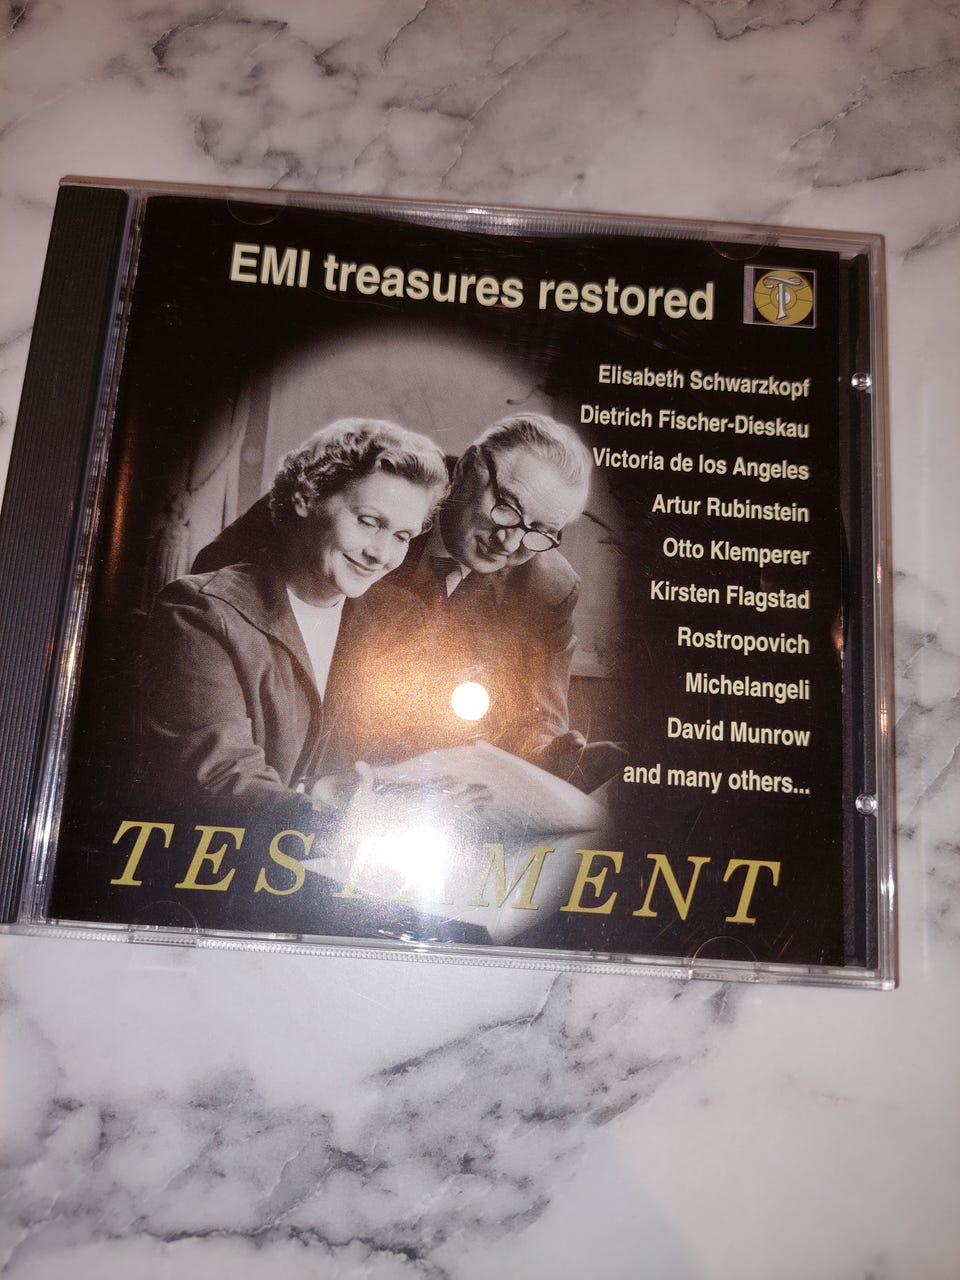 EMI treasures restored
T
Elisabeth Schwarzkopf
Dietrich Fischer-Dieskau
Victoria de los Angeles
Artur Rubinstein
Otto Klemperer
Kirsten Flagstad
Rostropovich
Michelangeli
David Munrow
and many others...
TESTAMENT